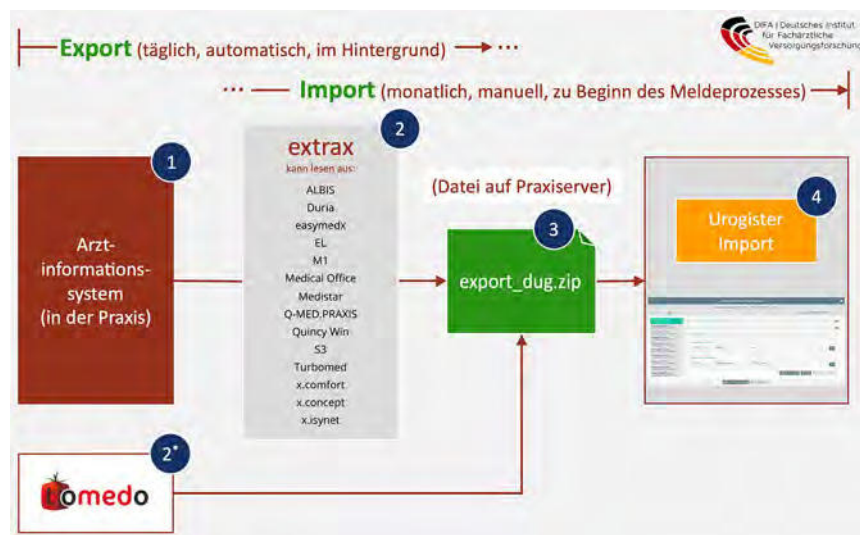 DIFA | Deutsches Institut
für Fachärztliche
Versorgungsforschung
Export (täglich, automatisch, im Hintergrund) ...
... Import (monatlich, manuell, zu Beginn des Meldeprozesses)
1
Arzt-
informations-
system
(in der Praxis)
2
extrax
kann lesen aus:
ALBIS
Duria
easymedx
EL
M1
Medical Office
Medistar
Q-MED.PRAXIS
Quincy Win
S3
Turbomed
x.comfort
x.concept
x.isynet
(Datei auf Praxiserver)
3
export_dug.zip
4
Urogister
Import
2*
tomedo